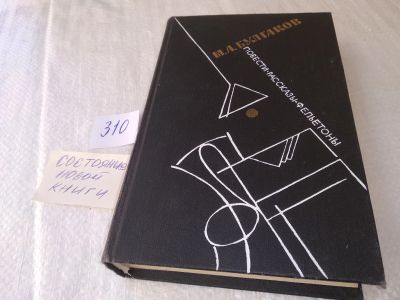 М.А. БУЛГАКОВ
ПОВЕСТИ·РАССКАЗЫ·ФЕЛЬЕТОНЫ
310
СОСТОЯНИЕ
НОВОЙ
КНИГИ